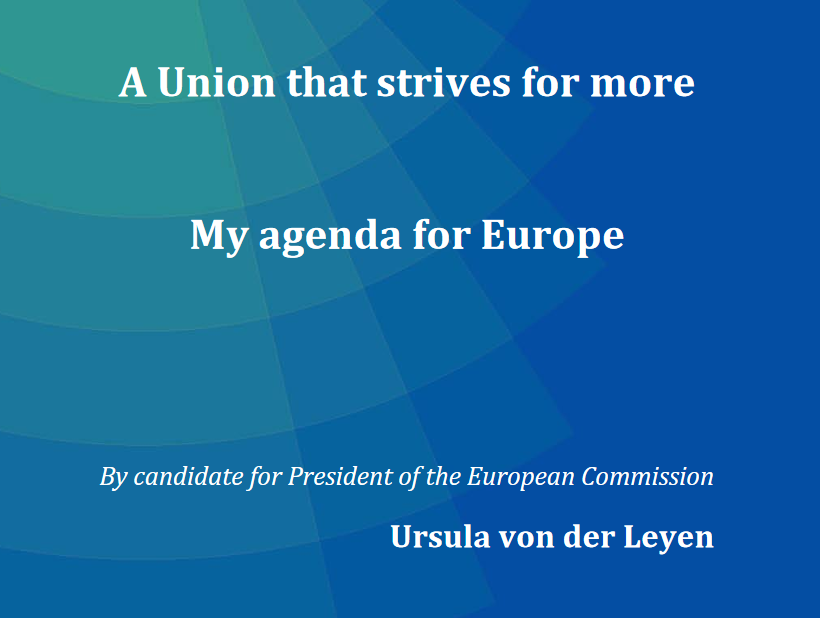 A Union that strives for more
My agenda for Europe
By candidate for President of the European Commission
Ursula von der Leyen